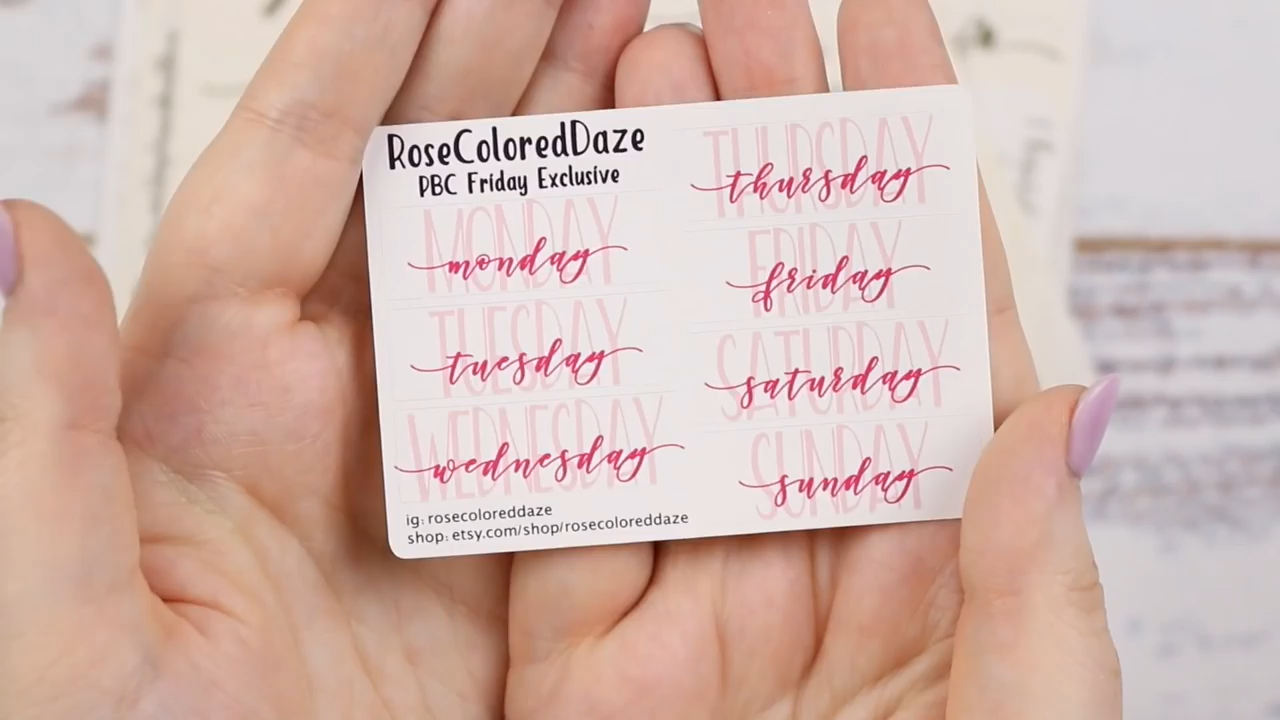 RoseColoredDaze
PBC Friday Exclusive
MONDAY
monday
TUESDAY
tuesday
WEDNESDAY
wednesday
ig: rosecoloreddaze
shop: etsy.com/shop/rosecoloreddaze
THURSDAY
thursday
FRIDAY
friday
SATURDAY
saturday
SUNDAY
sunday